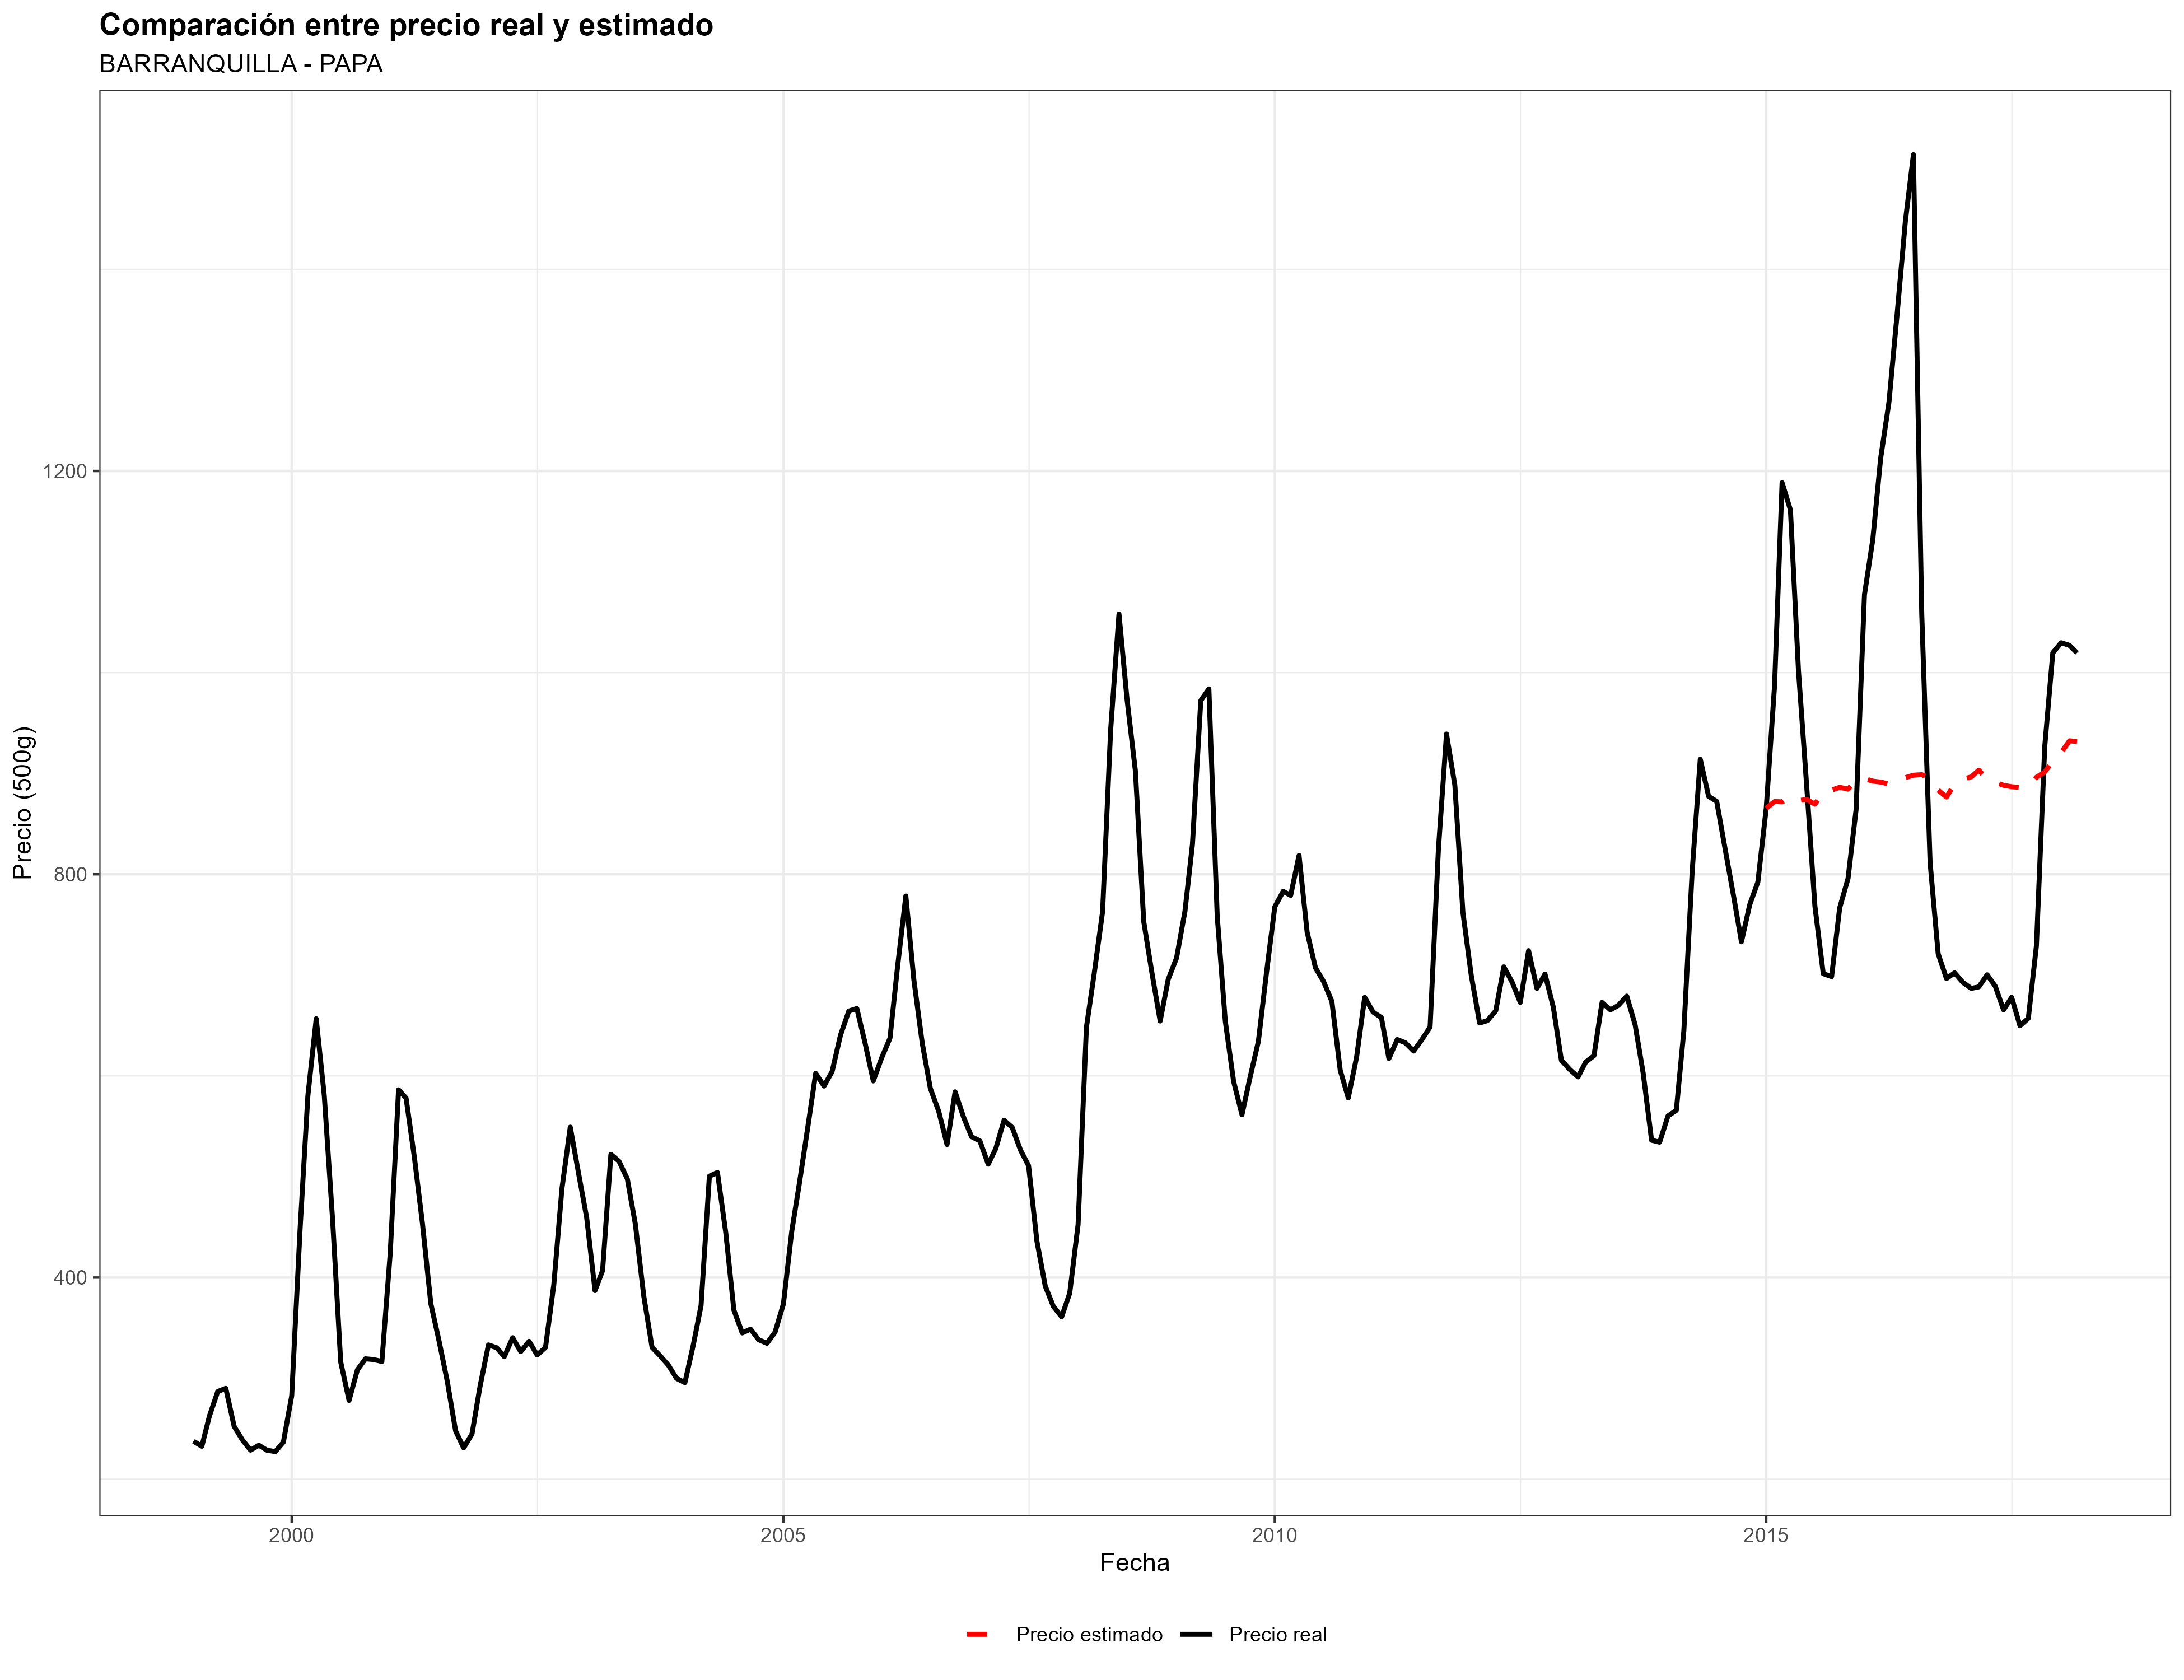 Comparación entre precio real y estimado
BARRANQUILLA - PAPA
Precio (500g)
1200
800
400
2000 2005 2010 2015
Fecha
Precio estimado Precio real